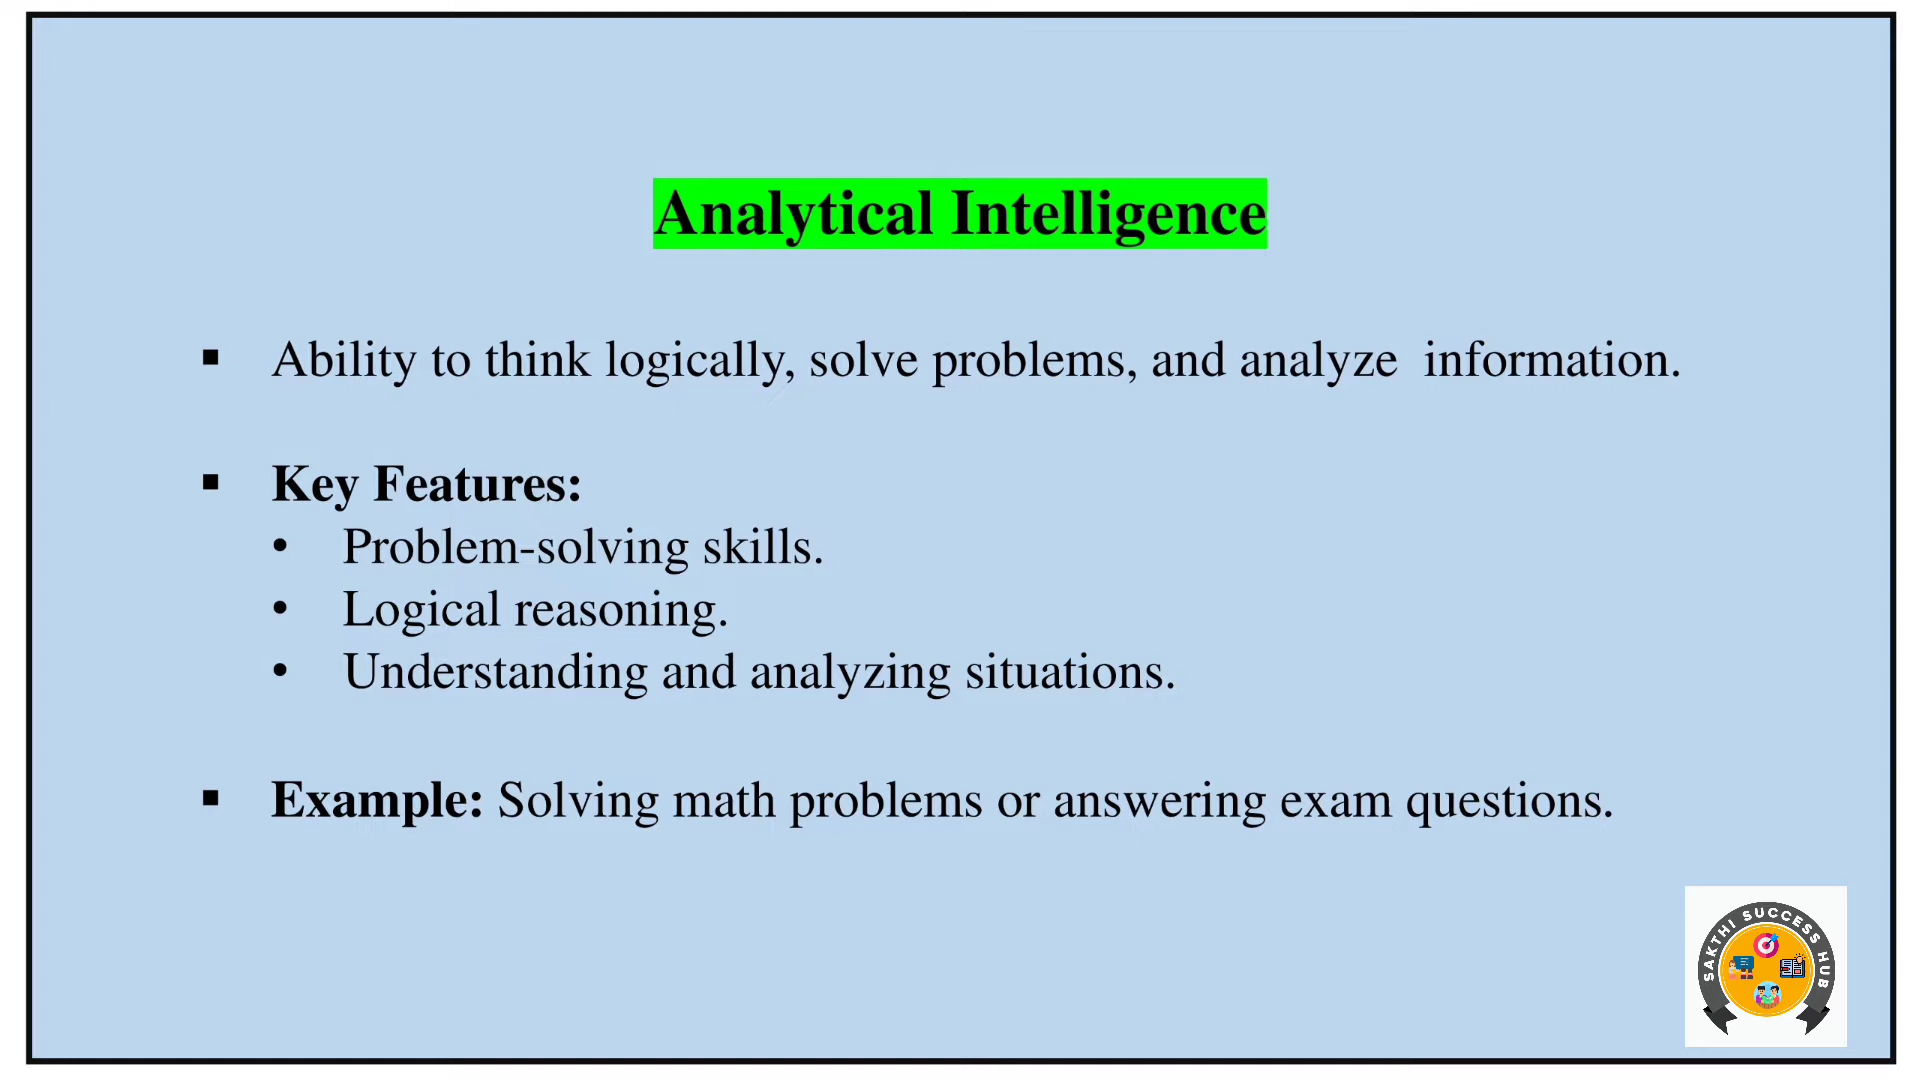 Analytical Intelligence
▪ Ability to think logically, solve problems, and analyze  information.
▪ Key Features:
• Problem-solving skills.
• Logical reasoning.
• Understanding and analyzing situations.
▪ Example: Solving math problems or answering exam questions.
SAKTHI SUCCESS HUB